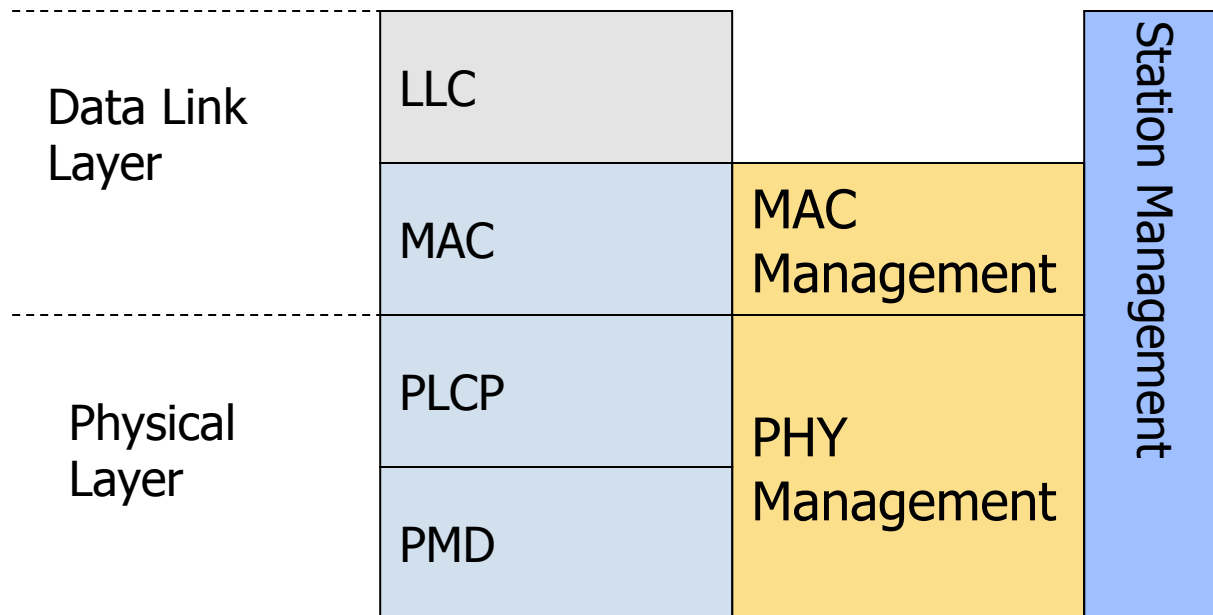 Data Link
Layer
LLC
MAC
MAC
Management
Physical
Layer
PLCP
PMD
PHY
Management
Station Management